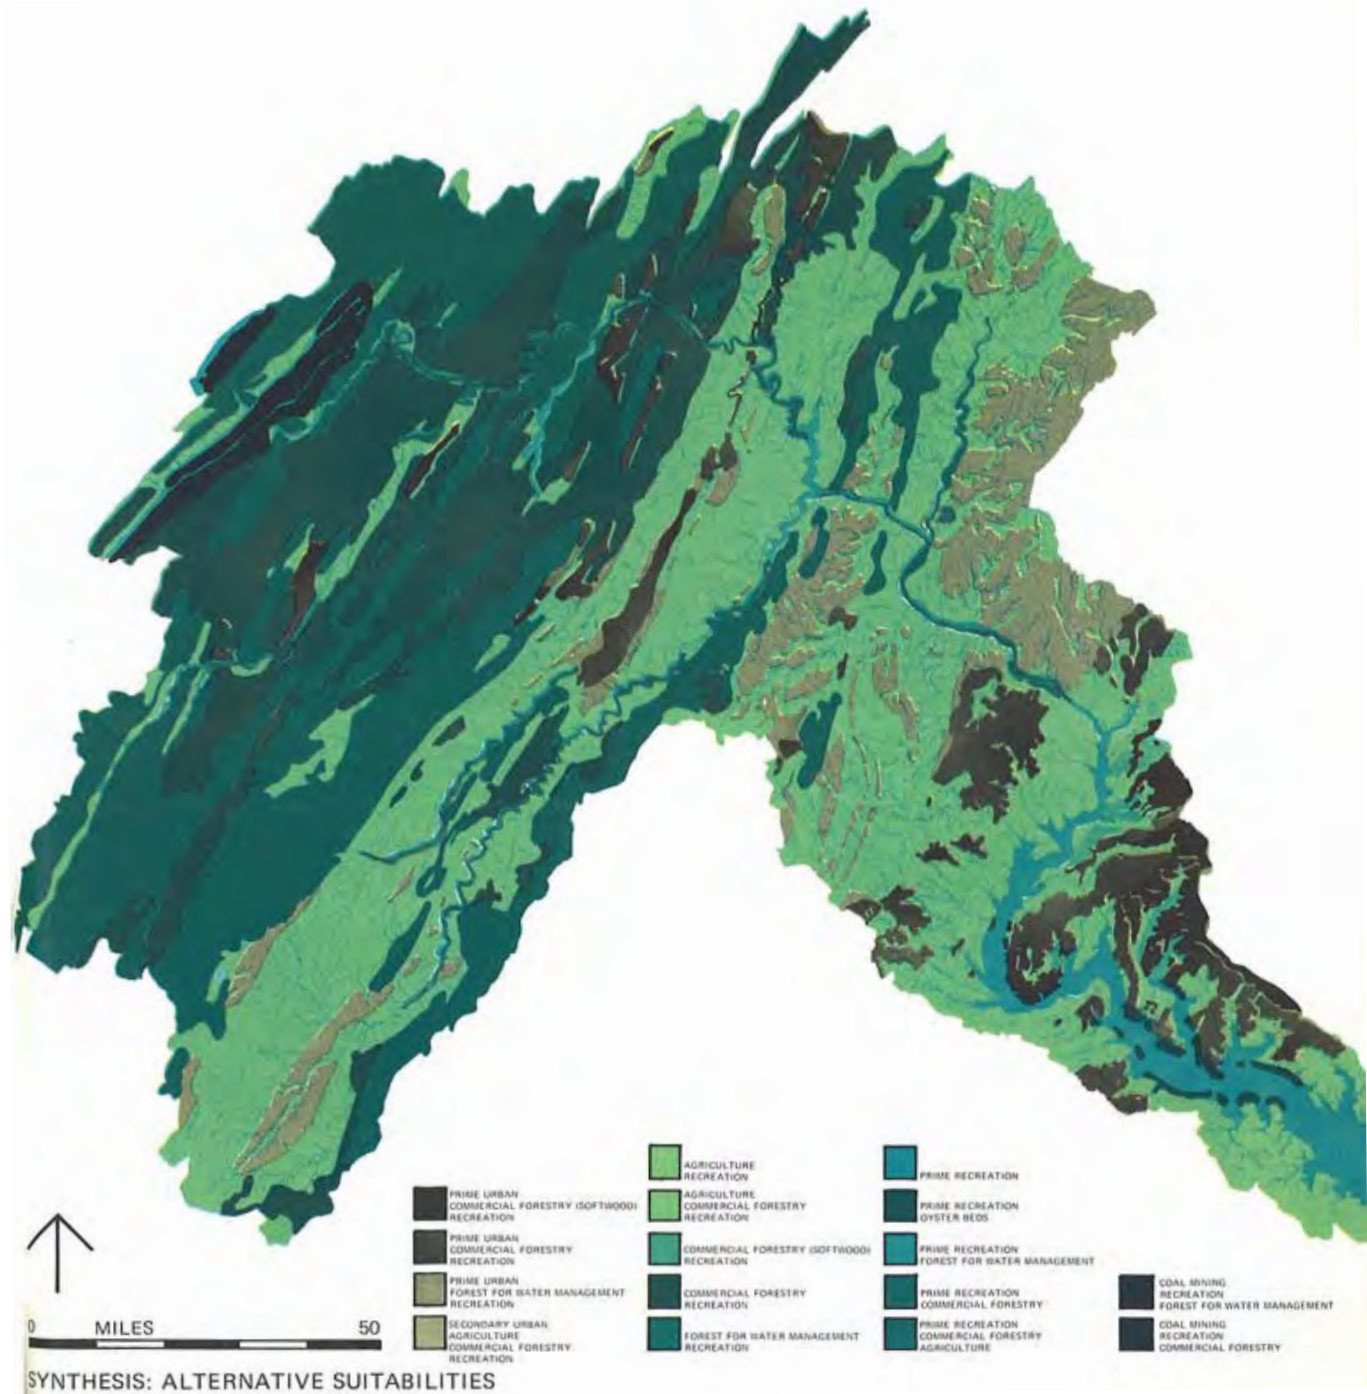 AGRICULTURE
RECREATION
PRIME RECREATION
PRIME URBAN
COMMERCIAL FORESTRY (SOFTWOOD)
RECREATION
AGRICULTURE
COMMERCIAL FORESTRY
RECREATION
PRIME RECREATION
OYSTER BEDS
PRIME URBAN
COMMERCIAL FORESTRY
RECREATION
COMMERCIAL FORESTRY (SOFTWOOD)
RECREATION
PRIME RECREATION
FOREST FOR WATER MANAGEMENT
PRIME URBAN
FOREST FOR WATER MANAGEMENT
RECREATION
COMMERCIAL FORESTRY
RECREATION
PRIME RECREATION
COMMERCIAL FORESTRY
COAL MINING
RECREATION
FOREST FOR WATER MANAGEMENT
SECONDARY URBAN
AGRICULTURE
COMMERCIAL FORESTRY
RECREATION
FOREST FOR WATER MANAGEMENT
RECREATION
PRIME RECREATION
COMMERCIAL FORESTRY
AGRICULTURE
COAL MINING
RECREATION
COMMERCIAL FORESTRY
0 MILES 50
SYNTHESIS: ALTERNATIVE SUITABILITIES